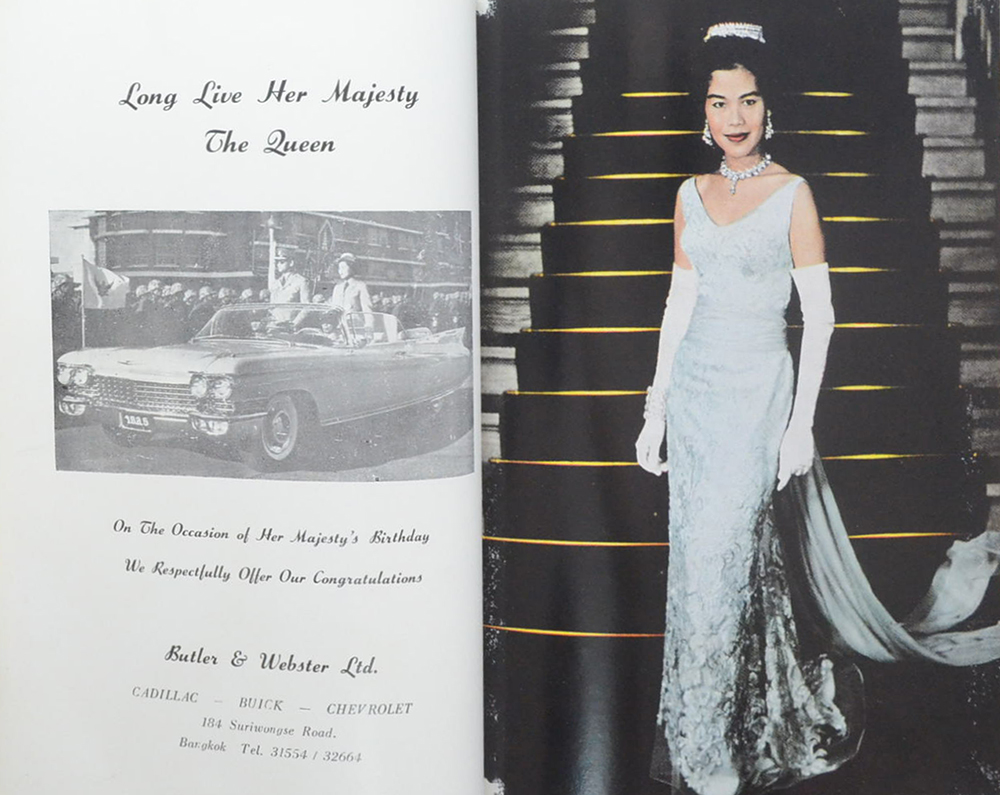 Long Live Her Majesty
The Queen
On The Occasion of Her Majesty's Birthday
We Respectfully Offer Our Congratulations
Butler & Webster Ltd.
CADILLAC — BUICK — CHEVROLET
184 Suriwongse Road.
Bangkok Tel. 31554 / 32664